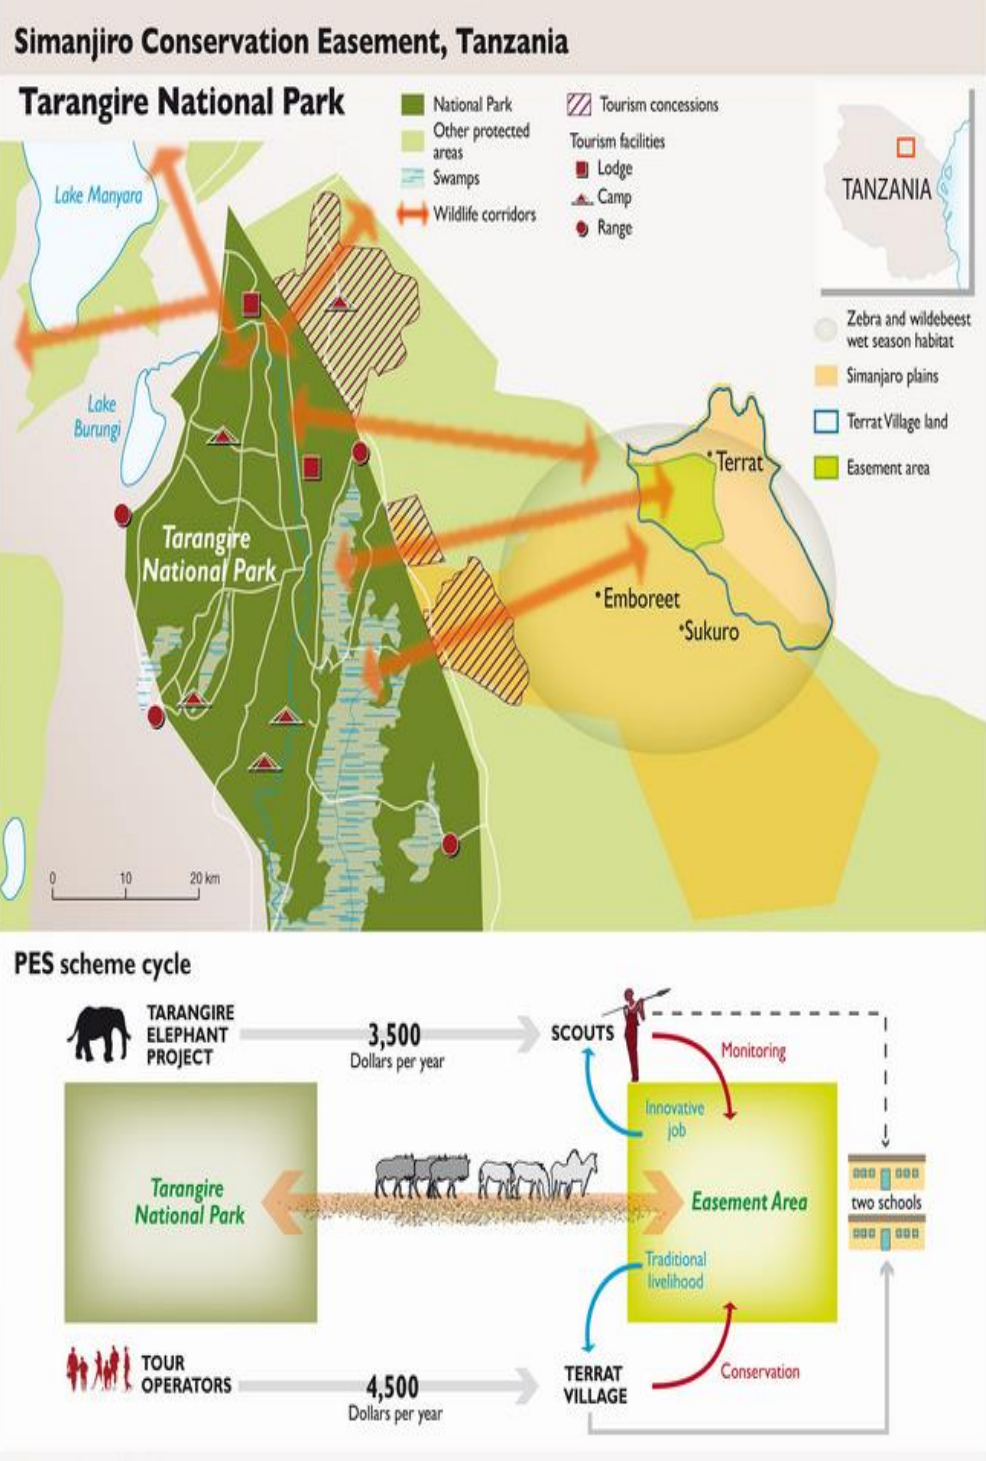 Simanjiro Conservation Easement, Tanzania
Tarangire National Park
National Park
Other protected
areas
Swamps
Wildlife corridors
Tourism concessions
Tourism facilities
Lodge
Camp
Range
TANZANIA
Zebra and wildebeest
wet season habitat
Simanjaro plains
Terrat Village land
Easement area
Lake Manyara
Lake
Burungi
Terrat
Tarangire
National Park
Emboreet
Sukuro
0 10 20 km
PES scheme cycle
TARANGIRE
ELEPHANT
PROJECT
3,500
Dollars per year
SCOUTS
Monitoring
Innovative
job
Tarangire
National Park
Easement Area
two schools
Traditional
livelihood
TOUR
OPERATORS
4,500
Dollars per year
TERRAT
VILLAGE
Conservation